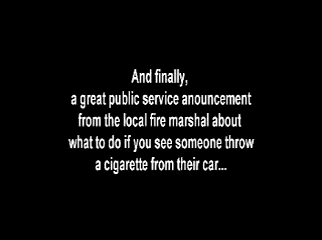 And finally,
a great public service anouncement
from the local fire marshal about
what to do if you see someone throw
a cigarette from their car...